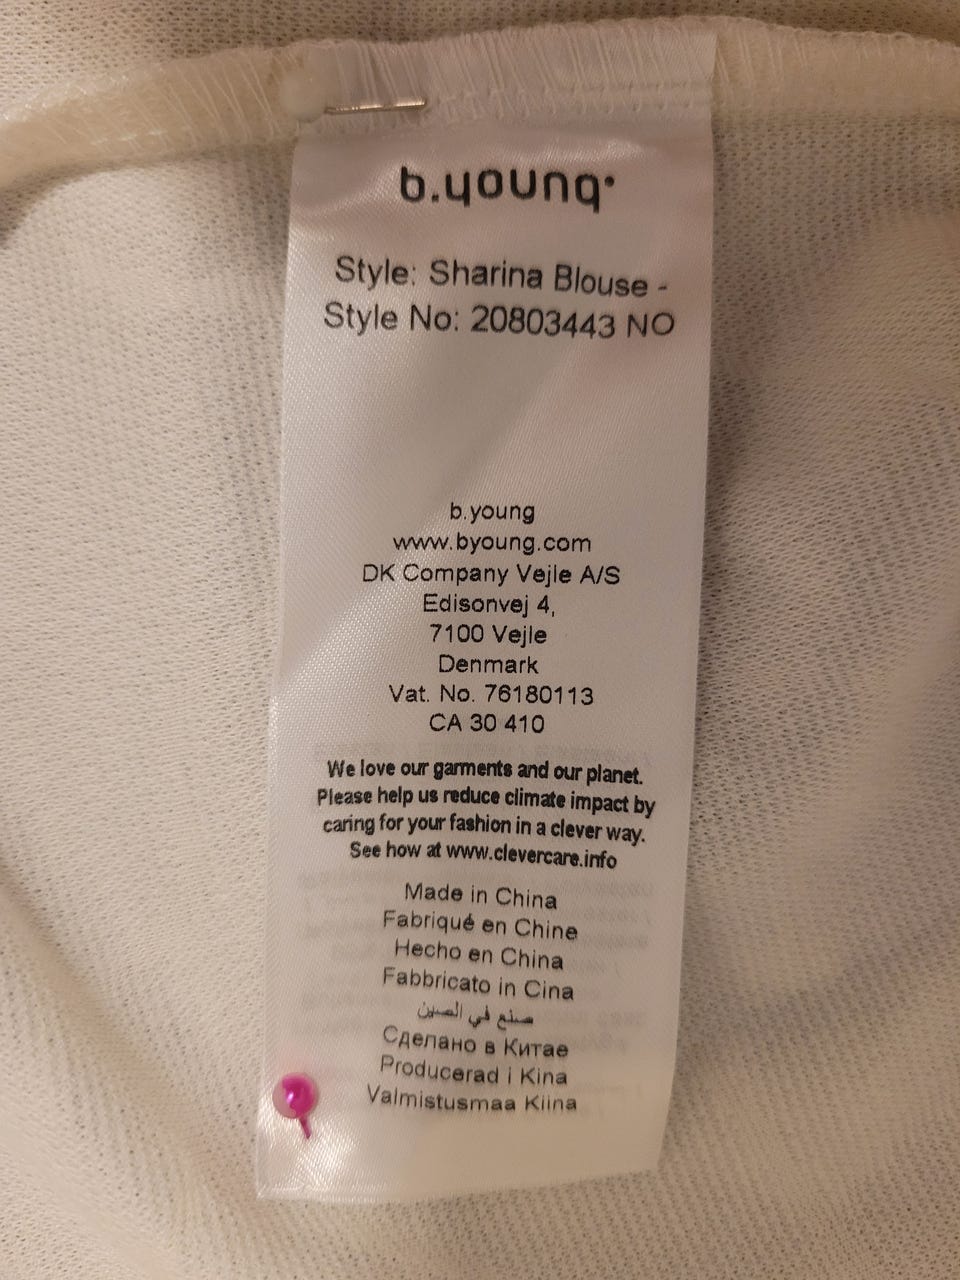 b.young
Style: Sharina Blouse -
Style No: 20803443 NO
b.young
www.byoung.com
DK Company Vejle A/S
Edisonvej 4,
7100 Vejle
Denmark
Vat. No. 76180113
CA 30 410
We love our garments and our planet.
Please help us reduce climate impact by
caring for your fashion in a clever way.
See how at www.clevercare.info
Made in China
Fabriqué en Chine
Hecho en China
Fabbricato in Cina
صنع في الصين
Сделано в Китае
Producerad i Kina
Valmistusmaa Kiina